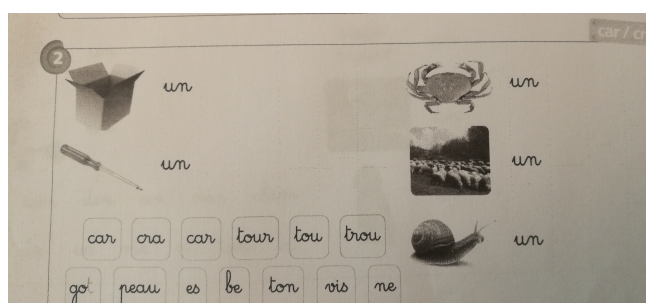 car / cr
2
un un
un un
un
car cra car tour tou trou
got peau es be ton vis ne